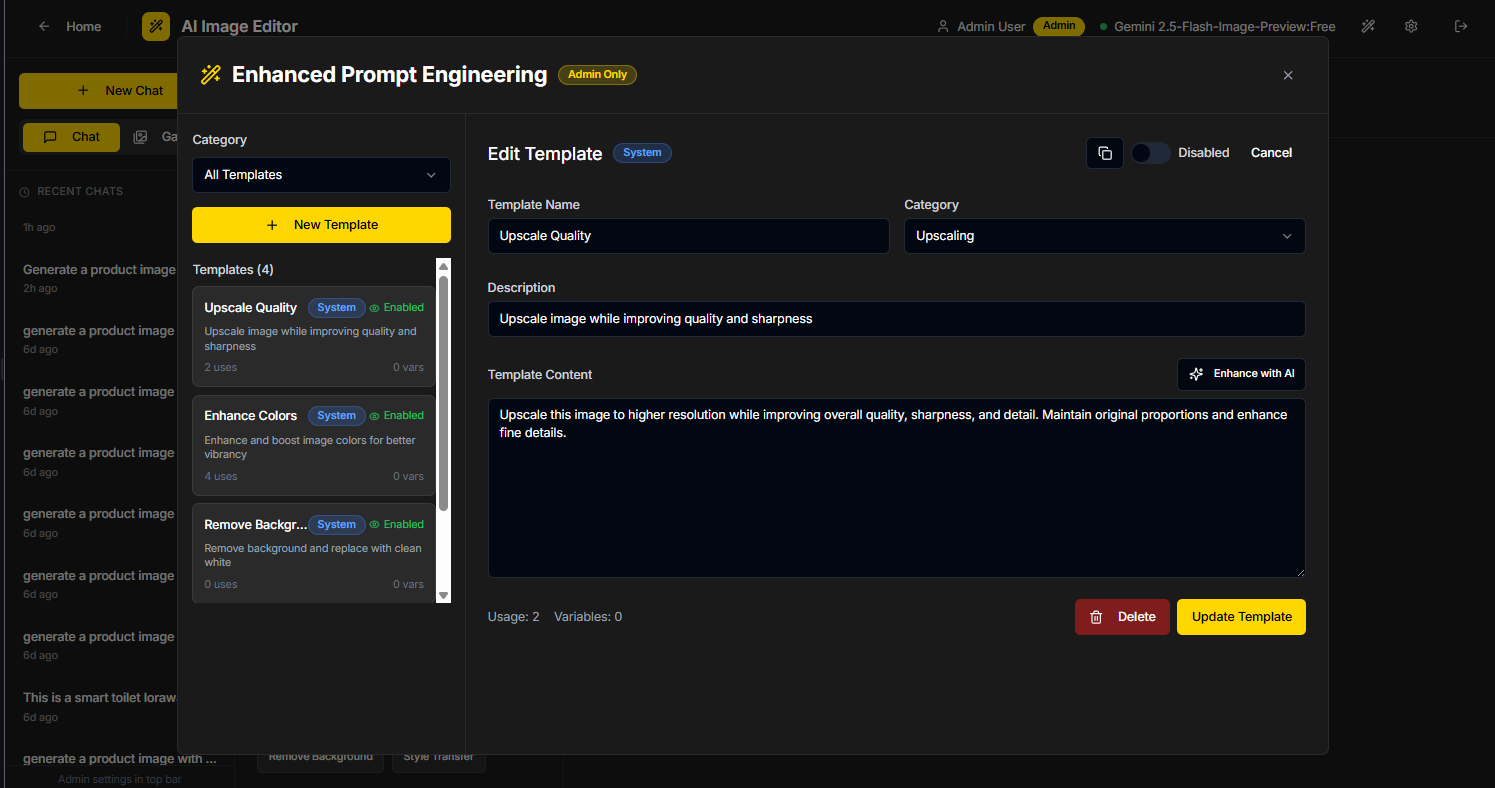 Home
AI Image Editor
Admin User
Admin
Gemini 2.5-Flash-Image-Preview:Free
New Chat
Chat
Ga
RECENT CHATS
1h ago
Generate a product image
2h ago
generate a product image
6d ago
generate a product image
6d ago
generate a product image
6d ago
generate a product image
6d ago
generate a product image
6d ago
generate a product image
6d ago
This is a smart toilet loraw
6d ago
generate a product image with ...
Admin settings in top bar
Enhanced Prompt Engineering
Admin Only
Category
All Templates
New Template
Templates (4)
Upscale Quality
System
Enabled
Upscale image while improving quality and
sharpness
2 uses
0 vars
Enhance Colors
System
Enabled
Enhance and boost image colors for better
vibrancy
4 uses
0 vars
Remove Backgr...
System
Enabled
Remove background and replace with clean
white
0 uses
0 vars
Edit Template
System
Disabled
Cancel
Template Name
Category
Upscale Quality
Upscaling
Description
Upscale image while improving quality and sharpness
Template Content
Enhance with AI
Upscale this image to higher resolution while improving overall quality, sharpness, and detail. Maintain original proportions and enhance
fine details.
Usage: 2
Variables: 0
Delete
Update Template
Remove Background
Style Transfer